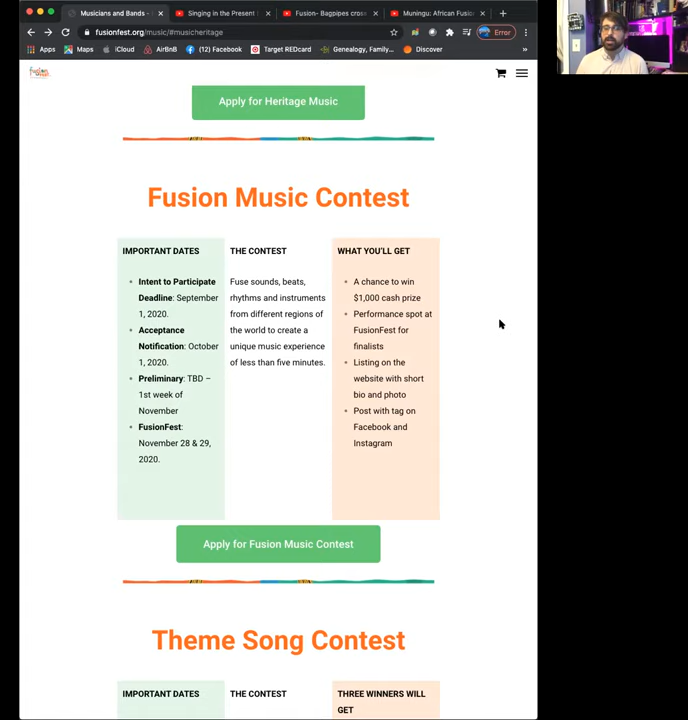 Musicians and Bands -
Singing in the Present
Fusion- Bagpipes cros
Muningu: African Fusio
fusionfest.org/music/#musicheritage
Error
Apps
Maps
iCloud
AirBnB
(12) Facebook
Target REDcard
Genealogy, Family...
Discover
»
fusion
Apply for Heritage Music
Fusion Music Contest
IMPORTANT DATES
• Intent to Participate
Deadline: September
1, 2020.
• Acceptance
Notification: October
1, 2020.
• Preliminary: TBD –
1st week of
November
• FusionFest:
November 28 & 29,
2020.
THE CONTEST
Fuse sounds, beats,
rhythms and instruments
from different regions of
the world to create a
unique music experience
of less than five minutes.
WHAT YOU'LL GET
• A chance to win
$1,000 cash prize
• Performance spot at
FusionFest for
finalists
• Listing on the
website with short
bio and photo
• Post with tag on
Facebook and
Instagram
Apply for Fusion Music Contest
Theme Song Contest
IMPORTANT DATES
THE CONTEST
THREE WINNERS WILL
GET